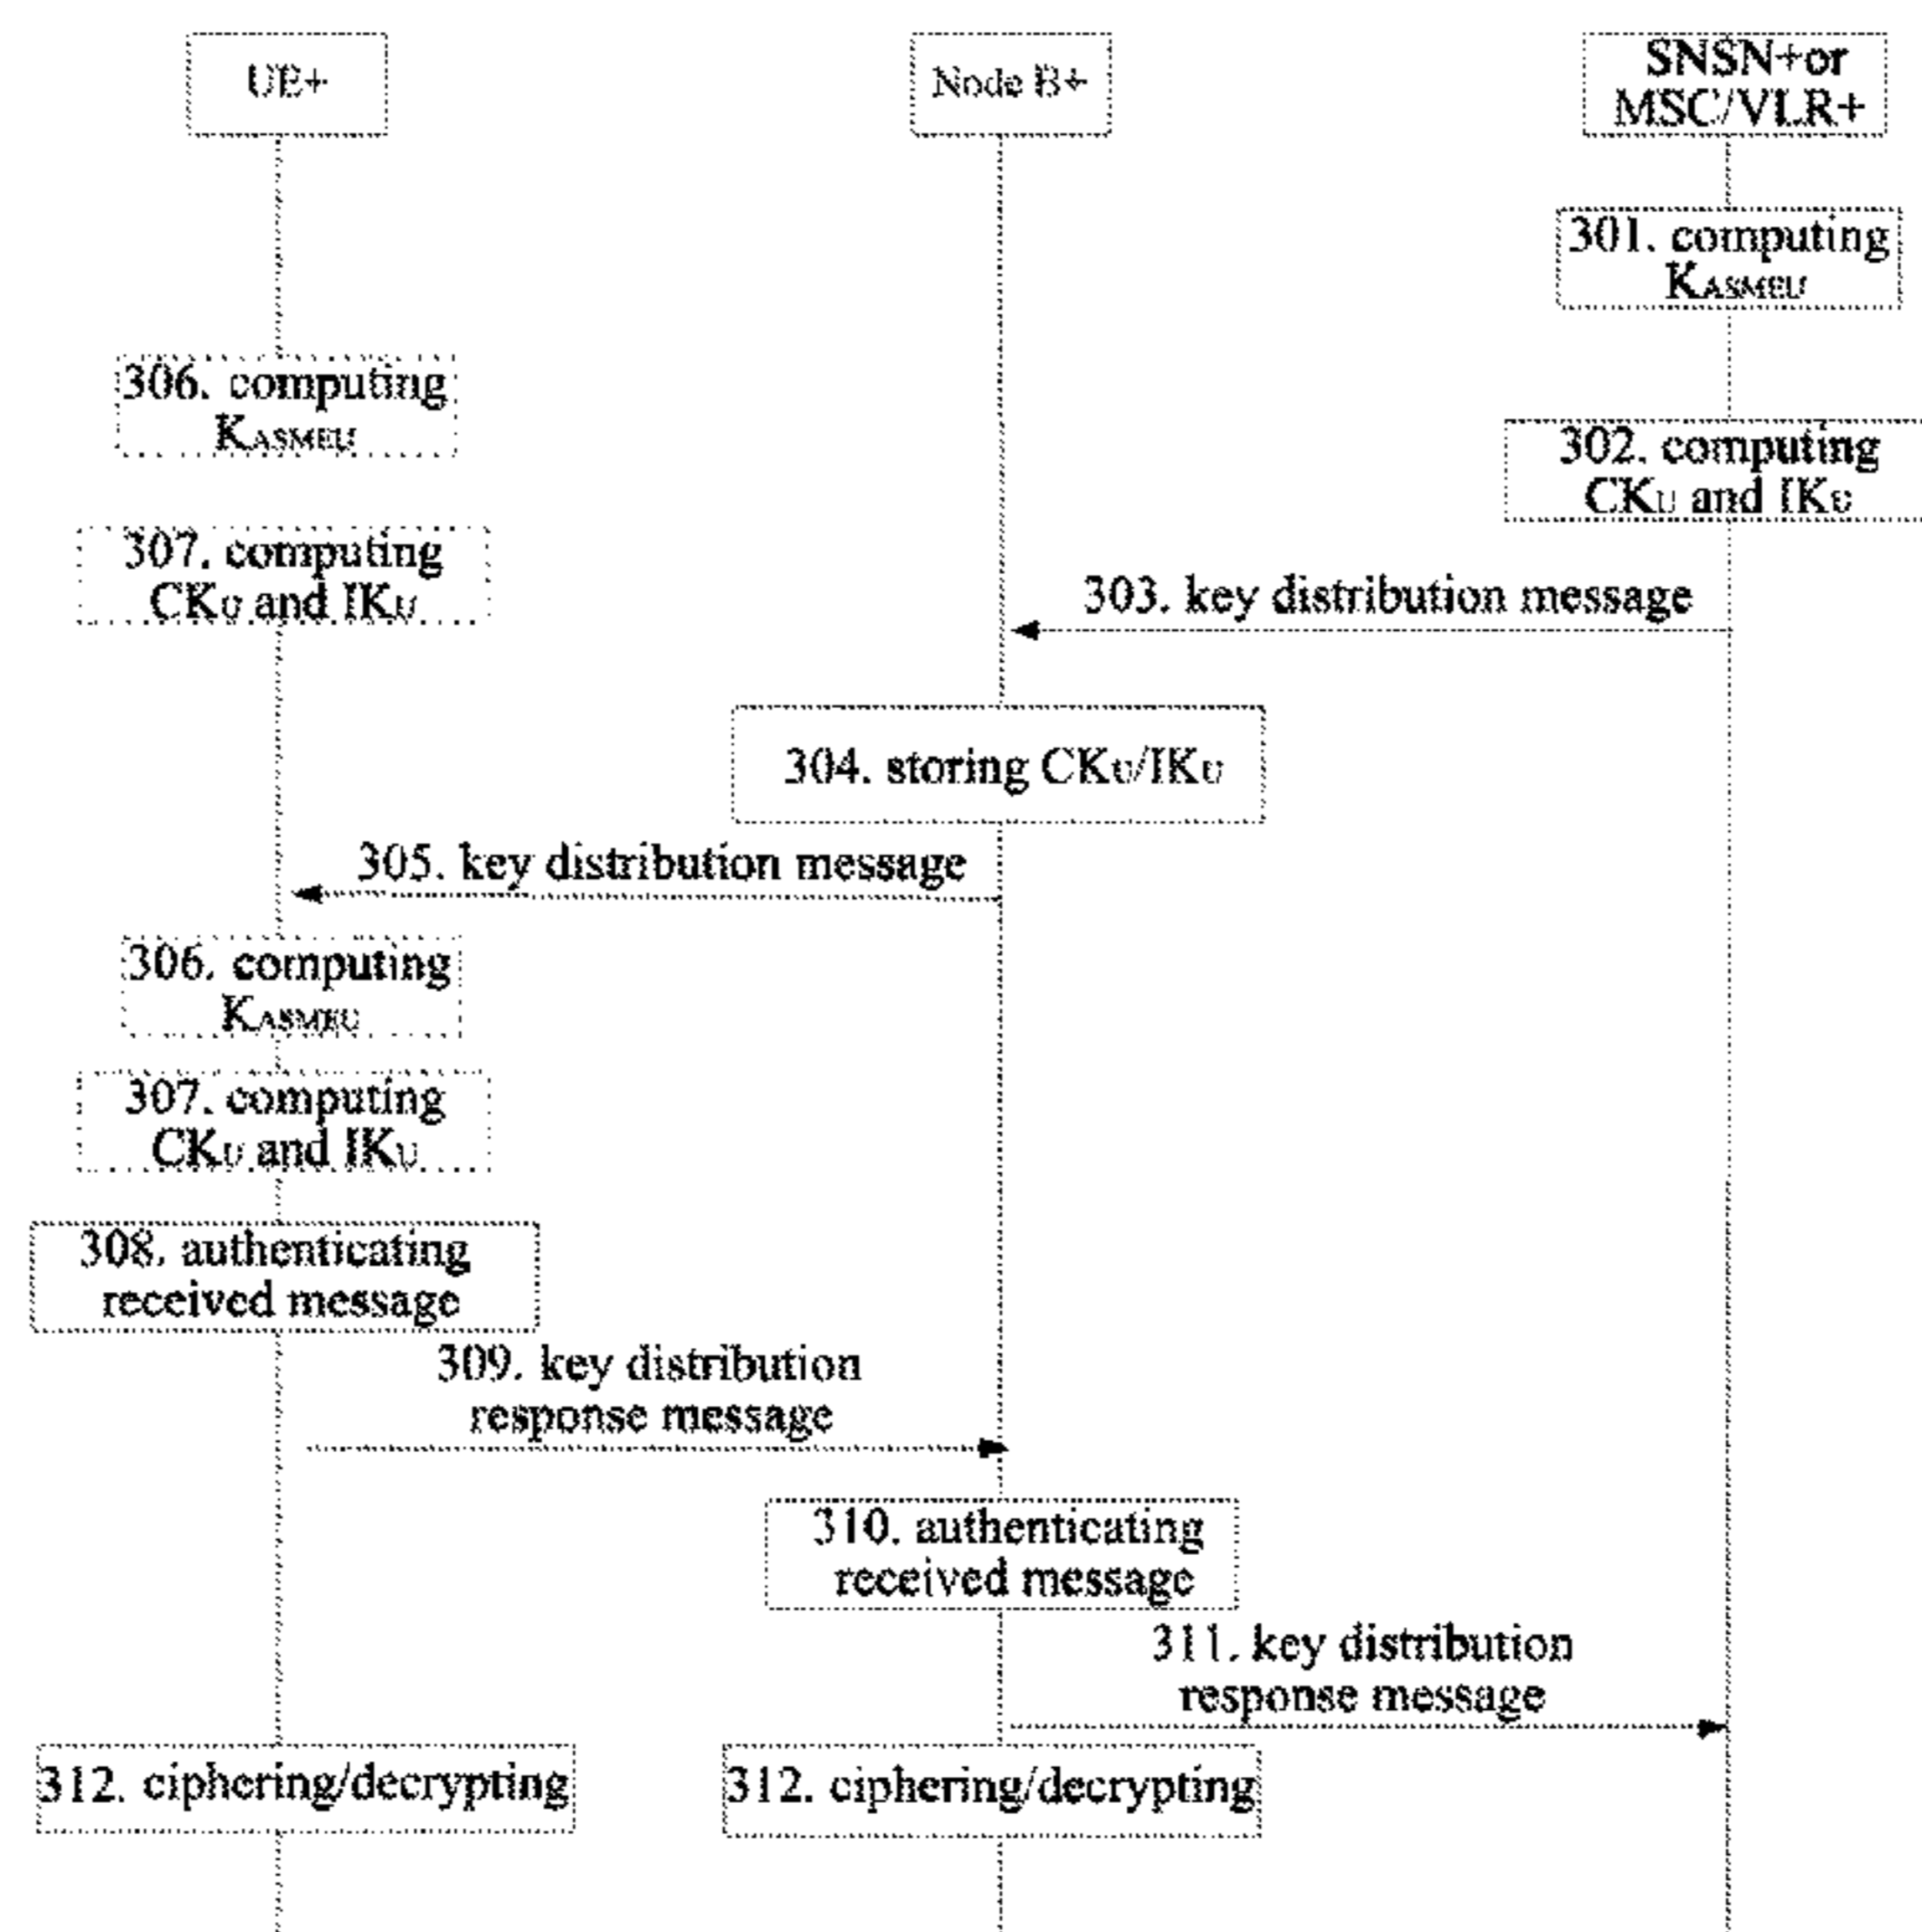 UE+
Node B+
SNSN+or
MSC/VLR+
301. computing
KASMEU
306. computing
KASMEU
302. computing
CKU and IKU
307. computing
CKU and IKU
303. key distribution message
304. storing CKU/IKU
305. key distribution message
306. computing
KASMEU
307. computing
CKU and IKU
308. authenticating
received message
309. key distribution
response message
310. authenticating
received message
311. key distribution
response message
312. ciphering/decrypting
312. ciphering/decrypting